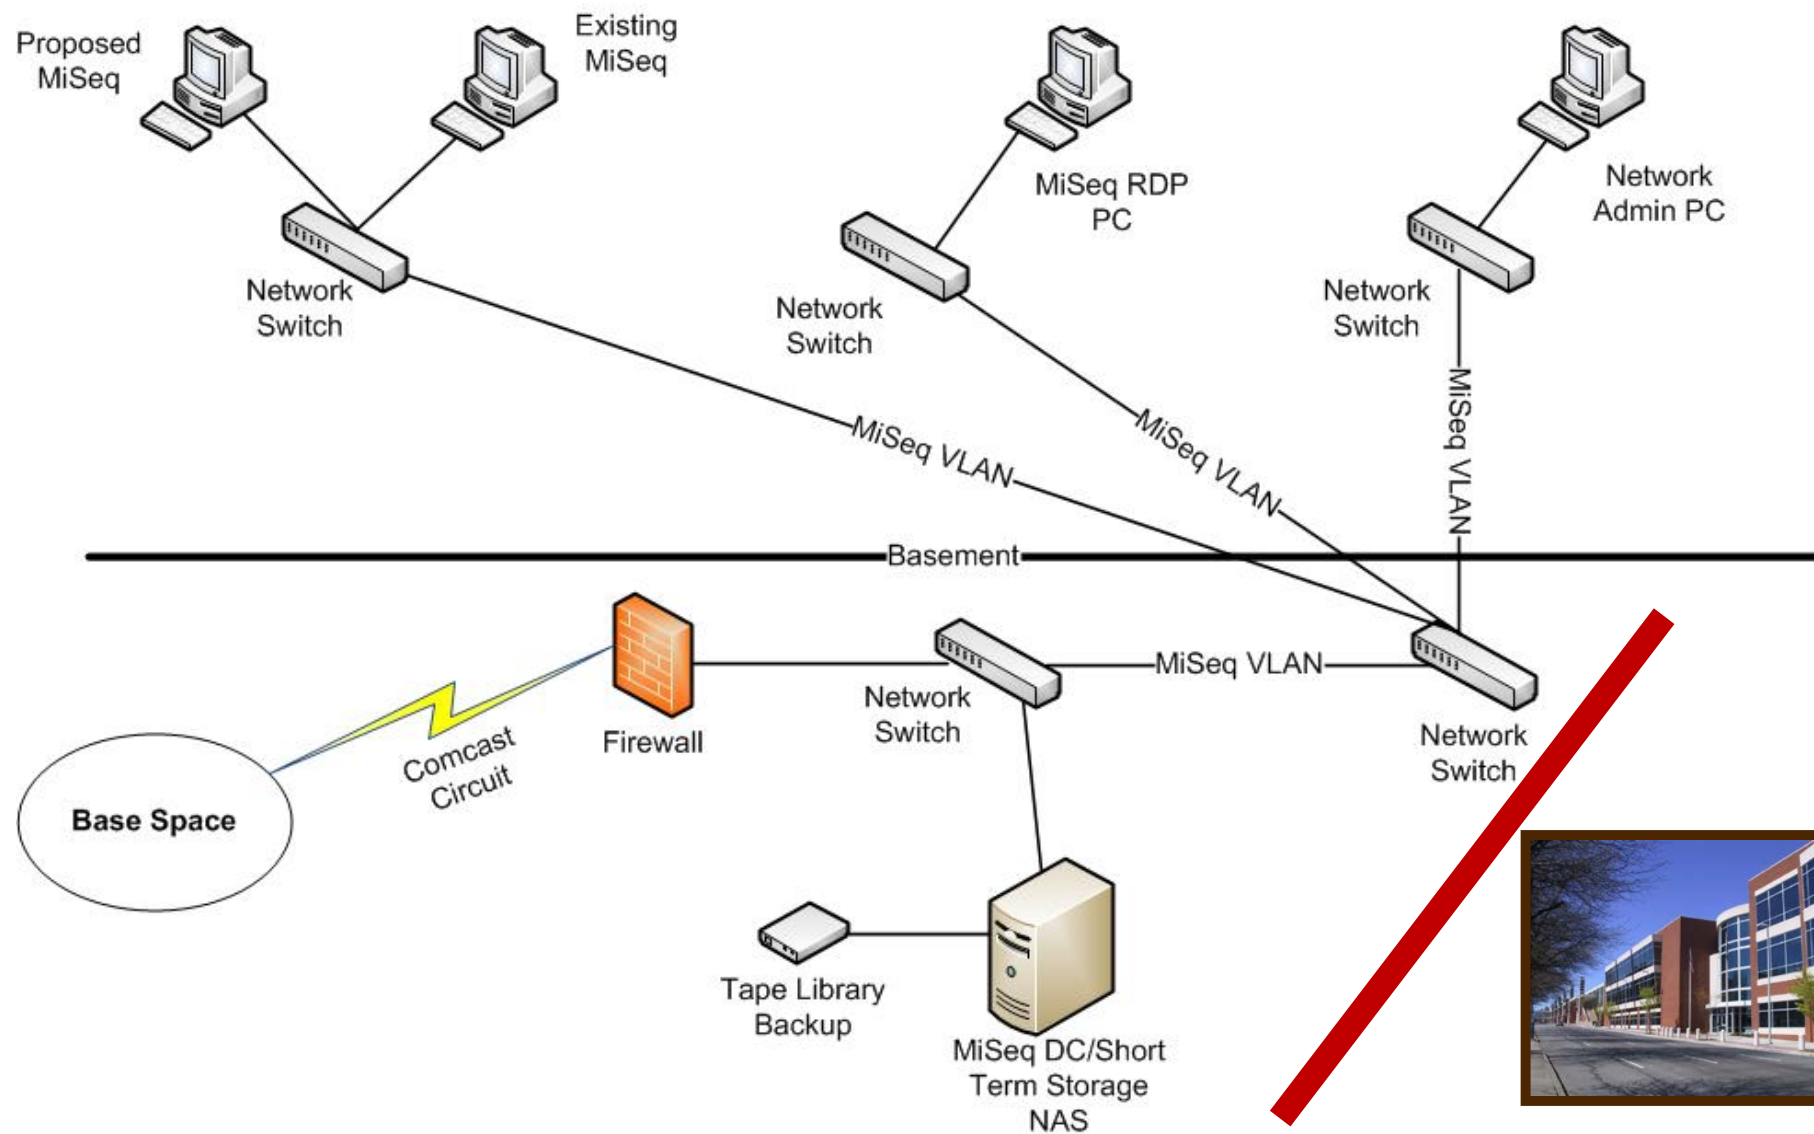 Proposed
MiSeq
Existing
MiSeq
MiSeq RDP
PC
Network
Admin PC
Network
Switch
Network
Switch
Network
Switch
MiSeq VLAN
MiSeq VLAN
MiSeq VLAN
Basement
MiSeq VLAN
Network
Switch
Firewall
Network
Switch
Comcast
Circuit
Base Space
Tape Library
Backup
MiSeq DC/Short
Term Storage
NAS